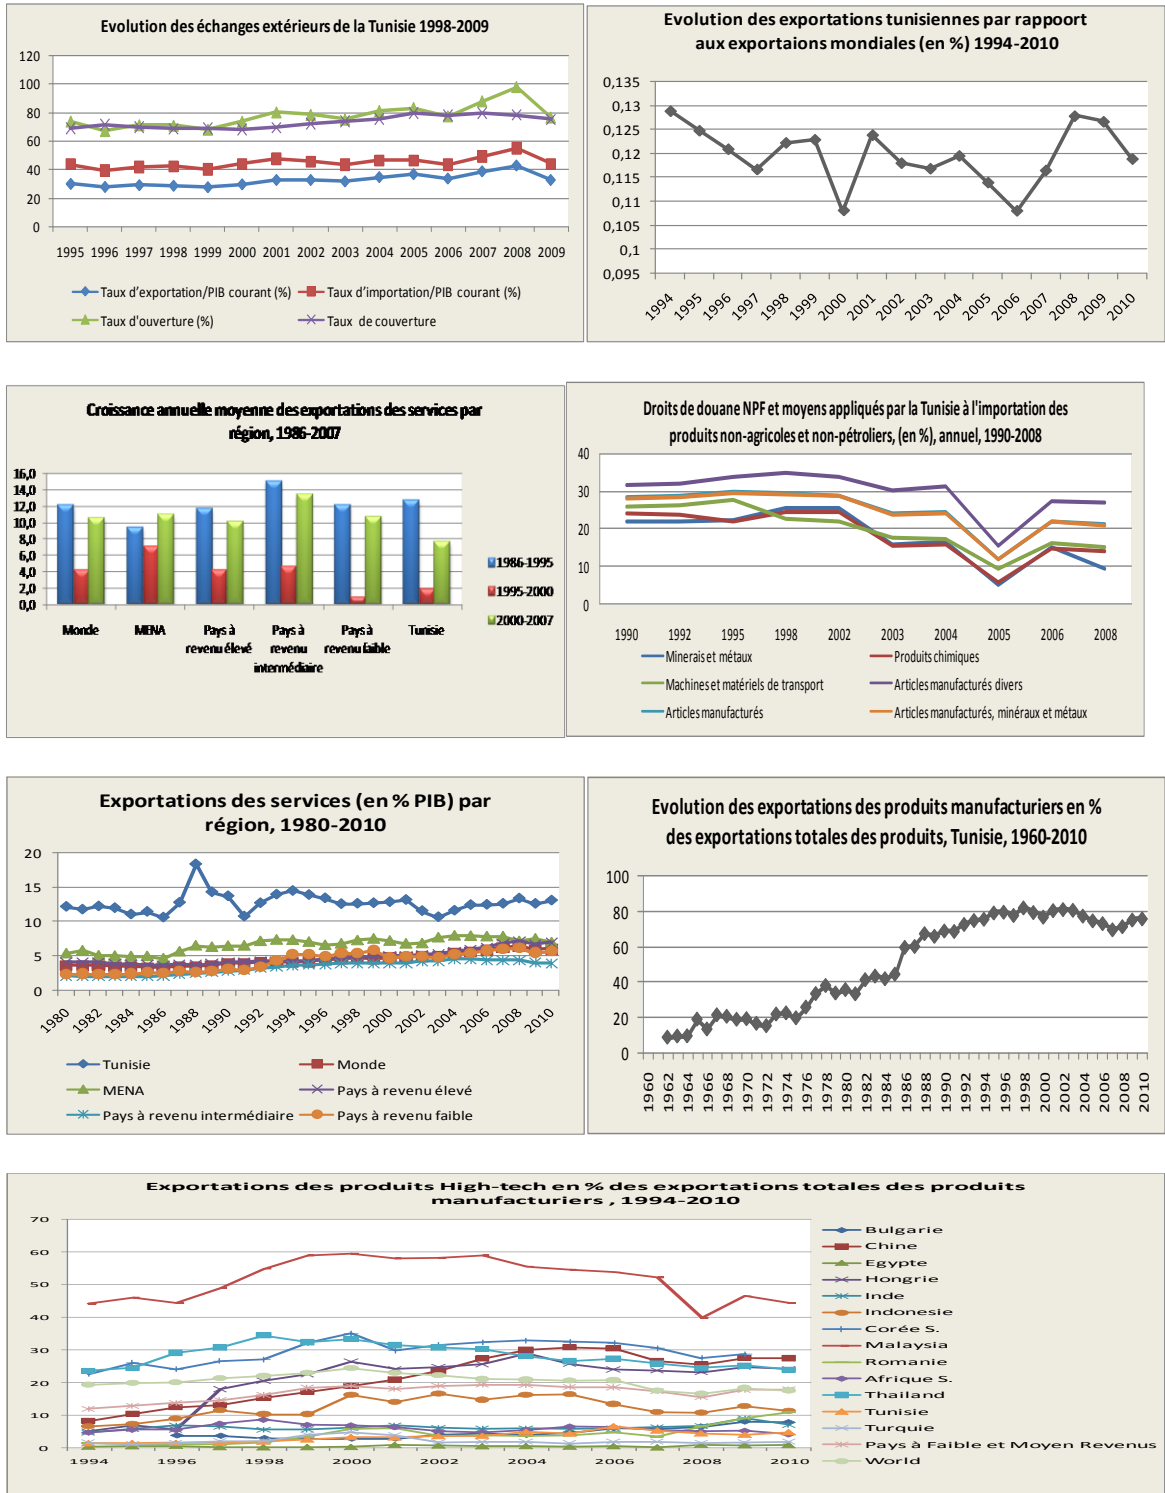 Evolution des échanges extérieurs de la Tunisie 1998-2009
120
100
80
60
40
20
0
1995 1996 1997 1998 1999 2000 2001 2002 2003 2004 2005 2006 2007 2008 2009
Taux d'exportation/PIB courant (%)
Taux d'importation/PIB courant (%)
Taux d'ouverture (%)
Taux de couverture
Evolution des exportations tunisiennes par rappoort
aux exportaions mondiales (en %) 1994-2010
0,135
0,13
0,125
0,12
0,115
0,11
0,105
0,1
0,095
1994 1995 1996 1997 1998 1999 2000 2001 2002 2003 2004 2005 2006 2007 2008 2009 2010
Croissance annuelle moyenne des exportations des services par
région, 1986-2007
16,0
14,0
12,0
10,0
8,0
6,0
4,0
2,0
0,0
Monde MENA Pays à Pays à Pays à Tunisie
revenu élevé revenu revenu faible
intermédiaire
1986-1995
1995-2000
2000-2007
Droits de douane NPF et moyens appliqués par la Tunisie à l'importation des
produits non-agricoles et non-pétroliers, (en %), annuel, 1990-2008
40
30
20
10
0
1990 1992 1995 1998 2002 2003 2004 2005 2006 2008
Minerais et métaux
Produits chimiques
Machines et matériels de transport
Articles manufacturés divers
Articles manufacturés
Articles manufacturés, minéraux et métaux
Exportations des services (en % PIB) par
région, 1980-2010
20
15
10
5
0
1980 1982 1984 1986 1988 1990 1992 1994 1996 1998 2000 2002 2004 2006 2008 2010
Tunisie
Monde
MENA
Pays à revenu élevé
Pays à revenu intermédiaire
Pays à revenu faible
Evolution des exportations des produits manufacturiers en %
des exportations totales des produits, Tunisie, 1960-2010
100
80
60
40
20
0
1960 1962 1964 1966 1968 1970 1972 1974 1976 1978 1980 1982 1984 1986 1988 1990 1992 1994 1996 1998 2000 2002 2004 2006 2008 2010
Exportations des produits High-tech en % des exportations totales des produits
manufacturiers , 1994-2010
70
60
50
40
30
20
10
0
1994 1996 1998 2000 2002 2004 2006 2008 2010
Bulgarie
Chine
Egypte
Hongrie
Inde
Indonesie
Corée S.
Malaysia
Romanie
Afrique S.
Thailand
Tunisie
Turquie
Pays à Faible et Moyen Revenus
World